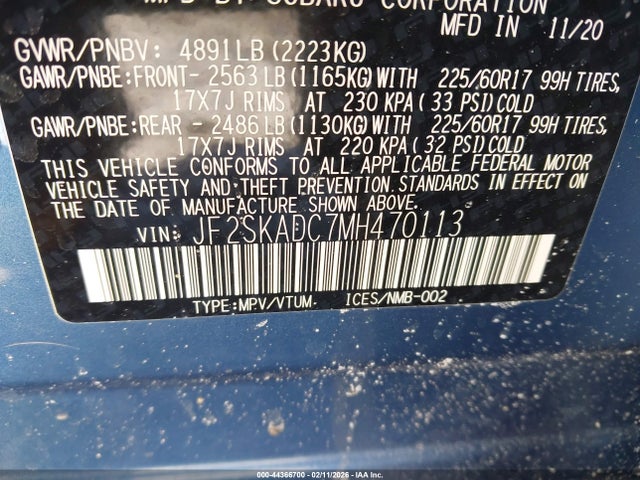 MFD BY SUBARU CORPORATION
MFD IN 11/20
GVWR/PNBV: 4891LB (2223KG)
GAWR/PNBE:FRONT- 2563 LB (1165KG) WITH 225/60R17 99H TIRES,
17X7J RIMS AT 230 KPA (33 PSI) COLD
GAWR/PNBE:REAR - 2486 LB (1130KG) WITH 225/60R17 99H TIRES,
17X7J RIMS AT 220 KPA (32 PSI) COLD
THIS VEHICLE CONFORMS TO ALL APPLICABLE FEDERAL MOTOR
VEHICLE SAFETY AND THEFT PREVENTION STANDARDS IN EFFECT ON
THE DATE OF MANUFACTURE SHOWN ABOVE.
VIN: JF2SKADC7MH470113
TYPE:MPV/VTUM ICES/NMB-002
000-44366700 - 02/11/2026 - IAA Inc.